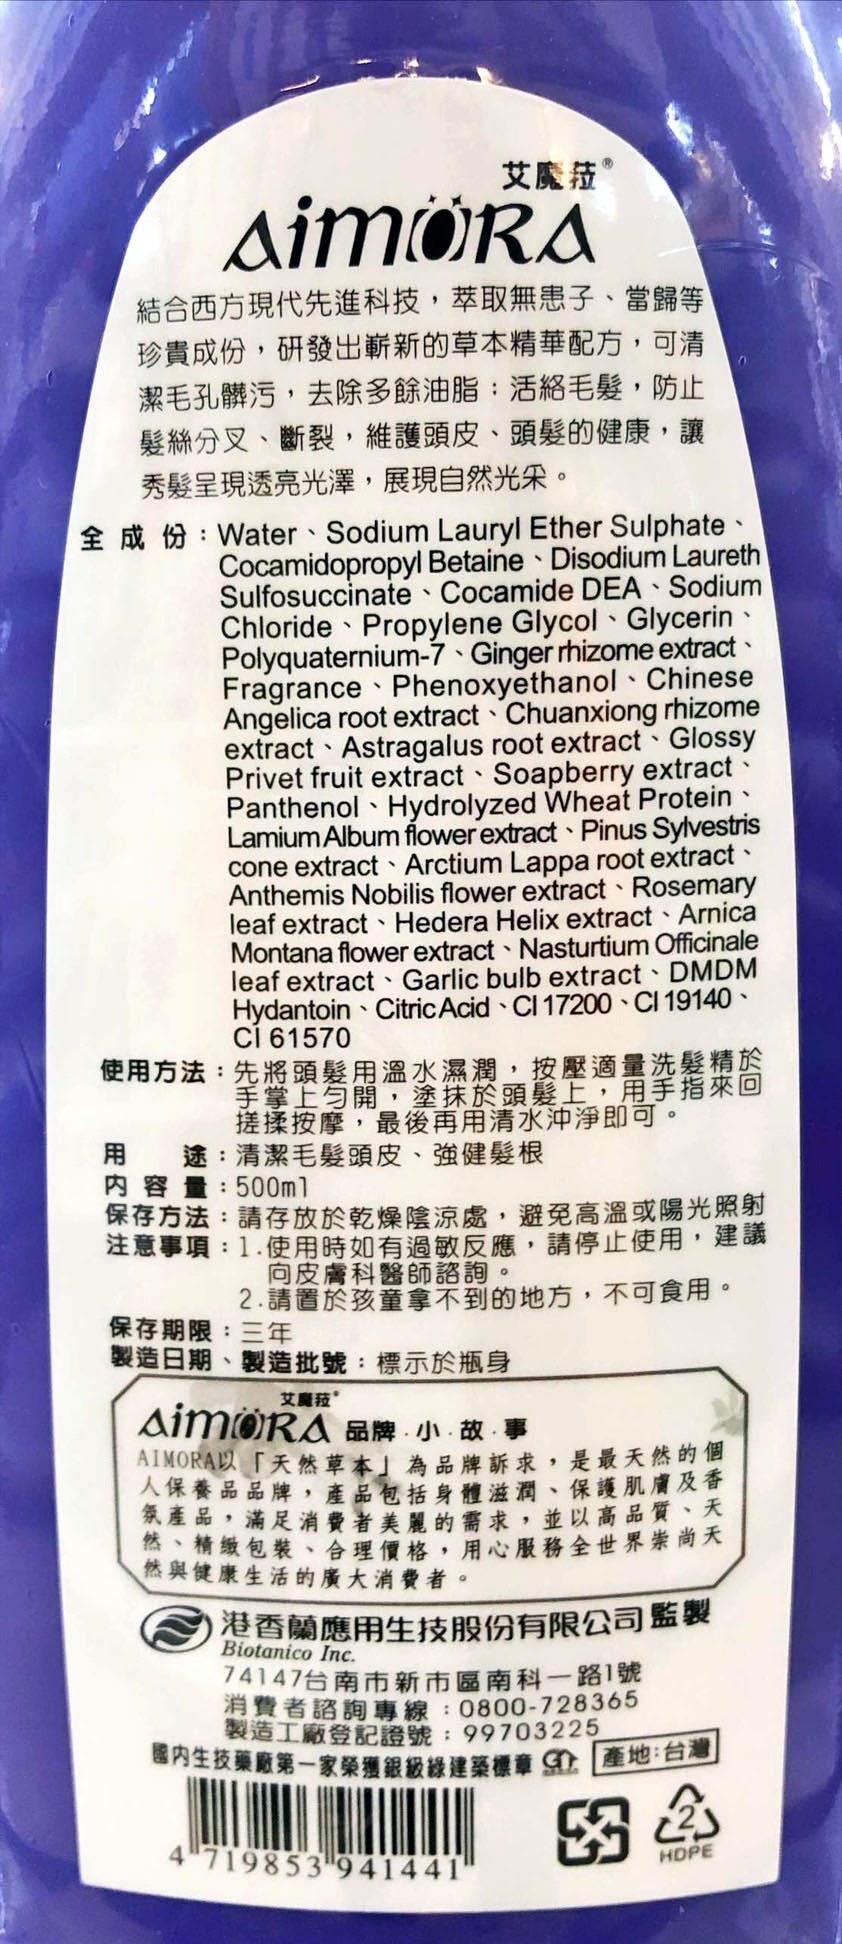 艾魔菈®
AiMORA
結合西方現代先進科技，萃取無患子、當歸等
珍貴成份，研發出嶄新的草本精華配方，可清
潔毛孔髒污，去除多餘油脂；活絡毛髮，防止
髮絲分叉、斷裂，維護頭皮、頭髮的健康，讓
秀髮呈現透亮光澤，展現自然光采。
全成份：Water、Sodium Lauryl Ether Sulphate、
Cocamidopropyl Betaine、Disodium Laureth
Sulfosuccinate、Cocamide DEA、Sodium
Chloride、Propylene Glycol、Glycerin、
Polyquaternium-7、Ginger rhizome extract、
Fragrance、Phenoxyethanol、Chinese
Angelica root extract、Chuanxiong rhizome
extract、Astragalus root extract、Glossy
Privet fruit extract、Soapberry extract、
Panthenol、Hydrolyzed Wheat Protein、
Lamium Album flower extract、Pinus Sylvestris
cone extract、Arctium Lappa root extract、
Anthemis Nobilis flower extract、Rosemary
leaf extract、Hedera Helix extract、Arnica
Montana flower extract、Nasturtium Officinale
leaf extract、Garlic bulb extract、DMDM
Hydantoin、Citric Acid、CI 17200、CI 19140、
CI 61570
使用方法：先將頭髮用溫水濕潤，按壓適量洗髮精於
手掌上勻開，塗抹於頭髮上，用手指來回
搓揉按摩，最後再用清水沖淨即可。
用途：清潔毛髮頭皮、強健髮根
內容量：500ml
保存方法：請存放於乾燥陰涼處，避免高溫或陽光照射
注意事項：1.使用時如有過敏反應，請停止使用，建議
向皮膚科醫師諮詢。
2.請置於孩童拿不到的地方，不可食用。
保存期限：三年
製造日期、製造批號：標示於瓶身
艾魔菈®
AiMORA 品牌．小．故．事
AIMORA以「天然草本」為品牌訴求，是最天然的個
人保養品品牌，產品包括身體滋潤、保護肌膚及香
氛產品，滿足消費者美麗的需求，並以高品質、天
然、精緻包裝、合理價格，用心服務全世界崇尚天
然與健康生活的廣大消費者。
港香蘭應用生技股份有限公司監製
Biotanico Inc.
74147台南市新市區南科一路1號
消費者諮詢專線：0800-728365
製造工廠登記證號：99703225
國內生技藥廠第一家榮獲銀級綠建築標章
產地：台灣
4 719853 941441
2
HDPE